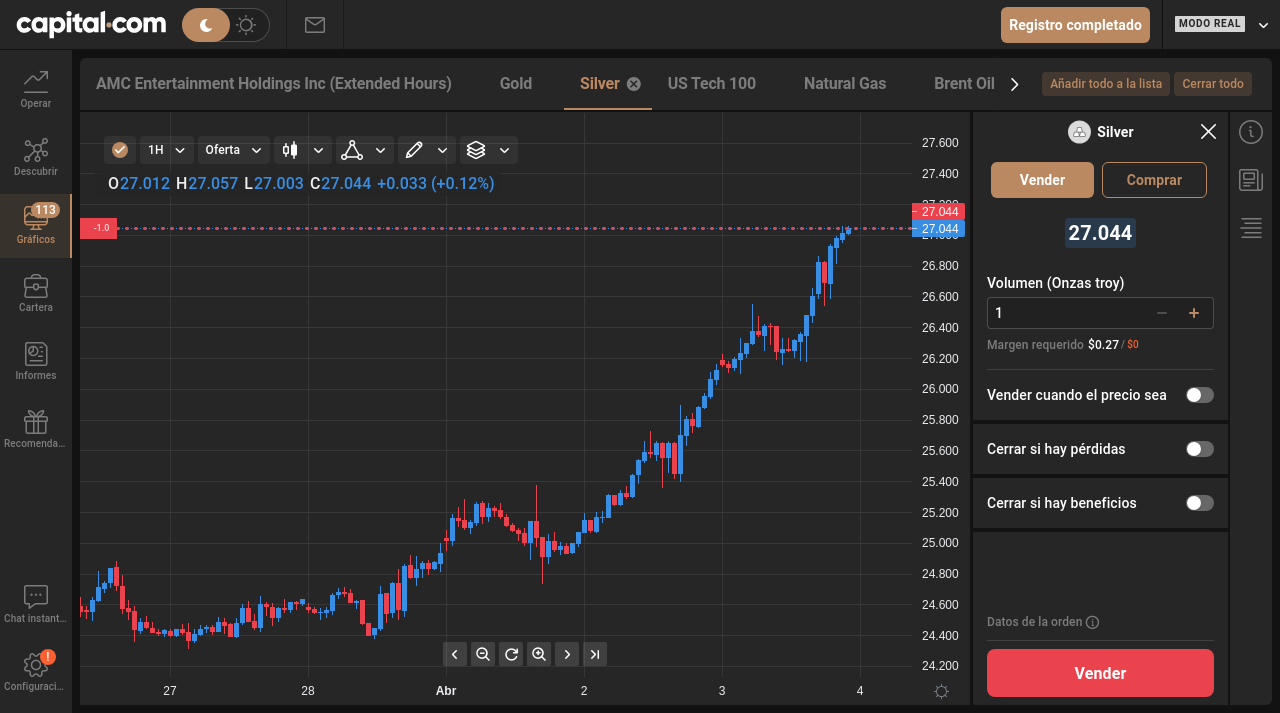 capital.com
Registro completado
MODO REAL
Operar
Descubrir
113
Gráficos
Cartera
Informes
Recomenda...
Chat instant...
!
Configuraci...
AMC Entertainment Holdings Inc (Extended Hours)
Gold
Silver
US Tech 100
Natural Gas
Brent Oil
Añadir todo a la lista
Cerrar todo
1H
Oferta
O27.012 H27.057 L27.003 C27.044 +0.033 (+0.12%)
-1.0
27.600
27.400
27.044
27.044
26.800
26.600
26.400
26.200
26.000
25.800
25.600
25.400
25.200
25.000
24.800
24.600
24.400
24.200
27
28
Abr
2
3
4
Silver
Vender
Comprar
27.044
Volumen (Onzas troy)
1
Margen requerido $0.27 / $0
Vender cuando el precio sea
Cerrar si hay pérdidas
Cerrar si hay beneficios
Datos de la orden
Vender